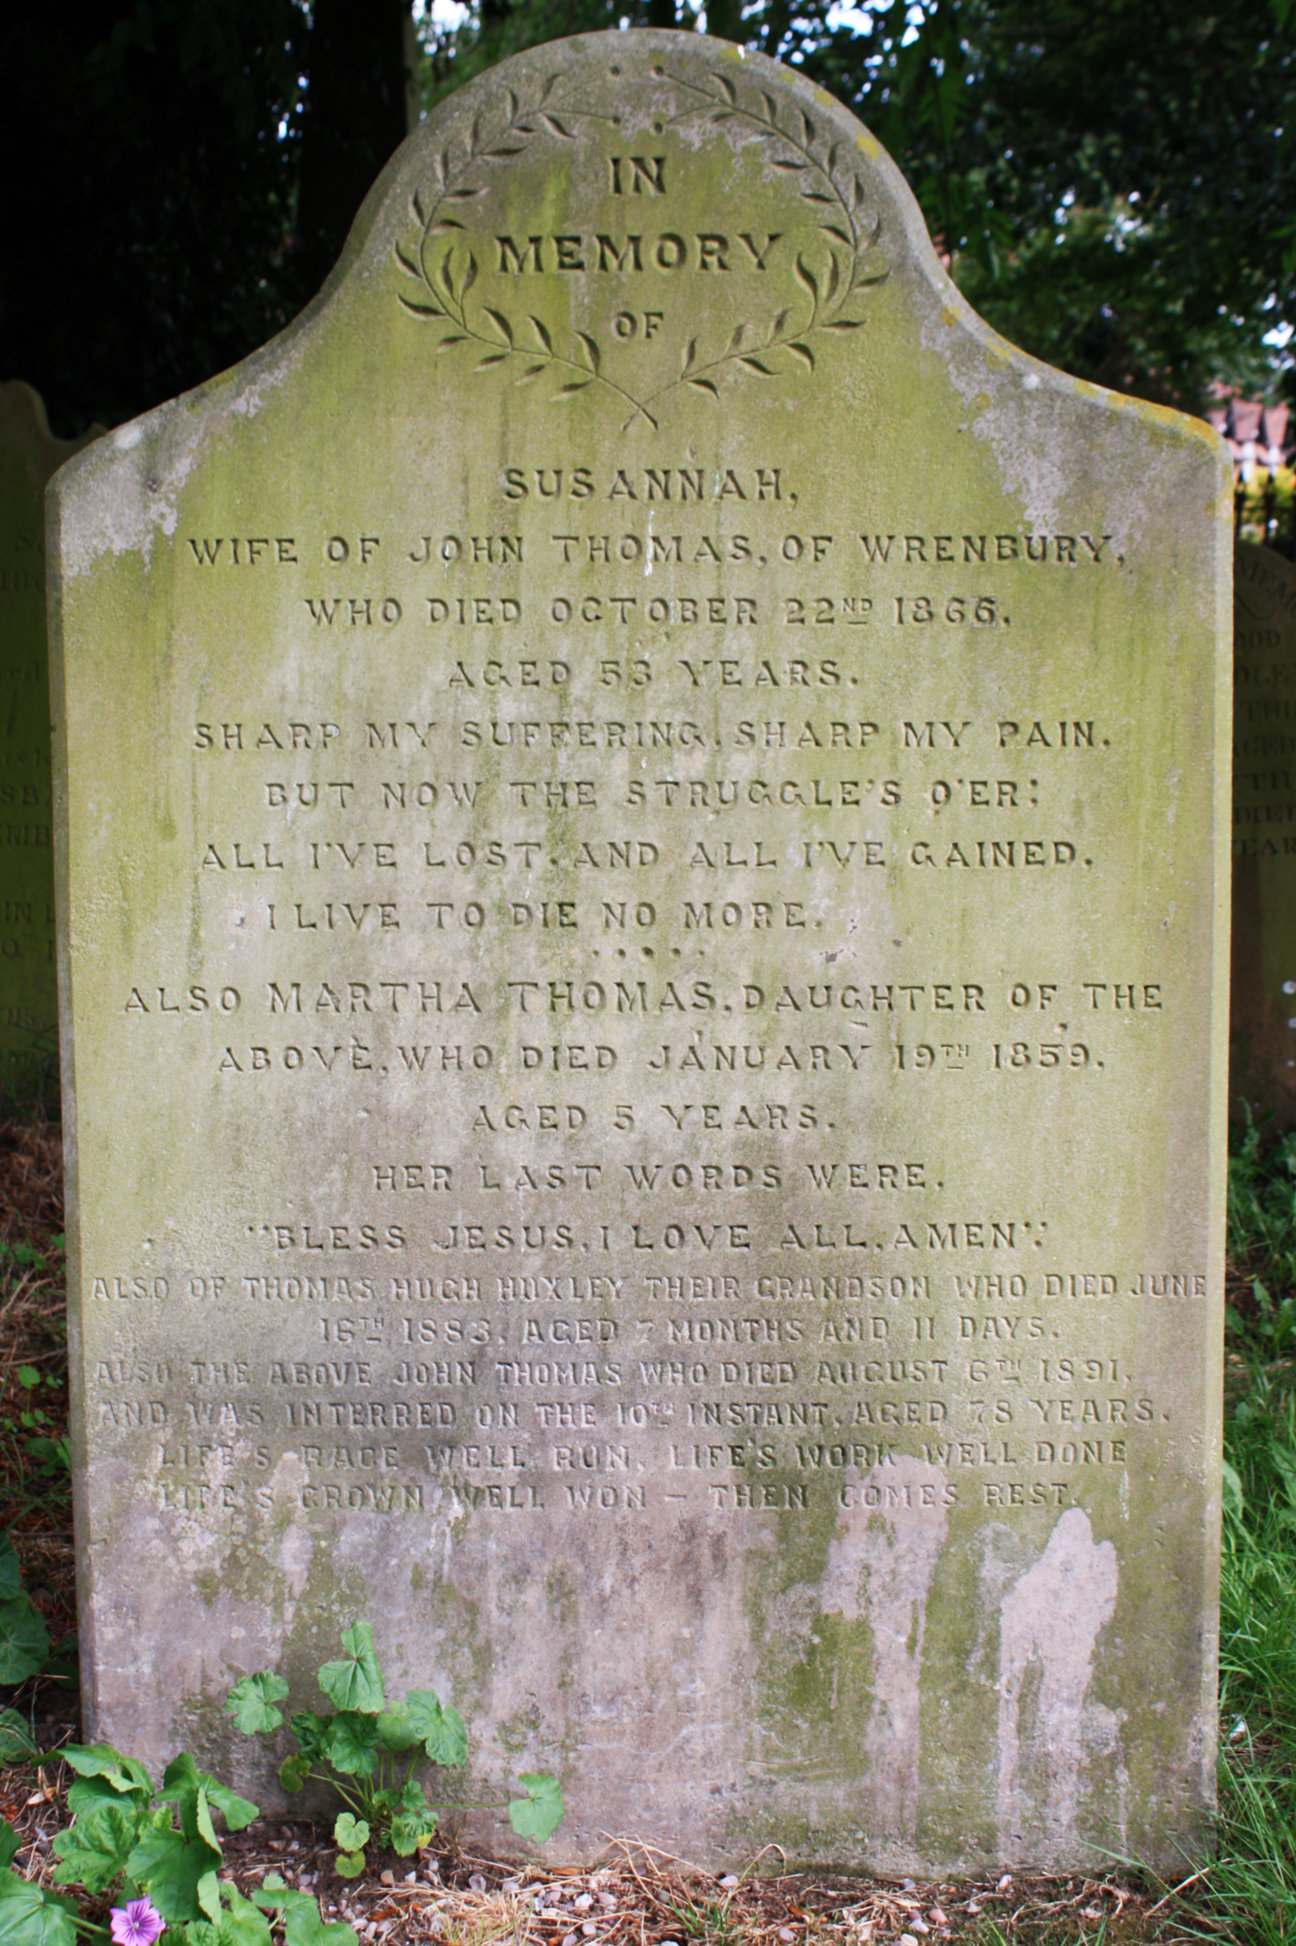 IN
MEMORY
OF
SUSANNAH,
WIFE OF JOHN THOMAS, OF WRENBURY,
WHO DIED OCTOBER 22ND 1866.
AGED 53 YEARS.
SHARP MY SUFFERING, SHARP MY PAIN,
BUT NOW THE STRUGGLE'S O'ER:
ALL I'VE LOST, AND ALL I'VE GAINED,
I LIVE TO DIE NO MORE.
ALSO MARTHA THOMAS, DAUGHTER OF THE
ABOVE, WHO DIED JANUARY 19TH 1859.
AGED 5 YEARS.
HER LAST WORDS WERE,
"BLESS JESUS, I LOVE ALL, AMEN".
ALSO OF THOMAS HUGH HUXLEY THEIR GRANDSON WHO DIED JUNE
16TH 1883, AGED 7 MONTHS AND 11 DAYS.
ALSO THE ABOVE JOHN THOMAS WHO DIED AUGUST 6TH 1891,
AND WAS INTERRED ON THE 10TH INSTANT, AGED 78 YEARS.
LIFE'S RACE WELL RUN, LIFE'S WORK WELL DONE
LIFE'S CROWN WELL WON - THEN COMES REST.